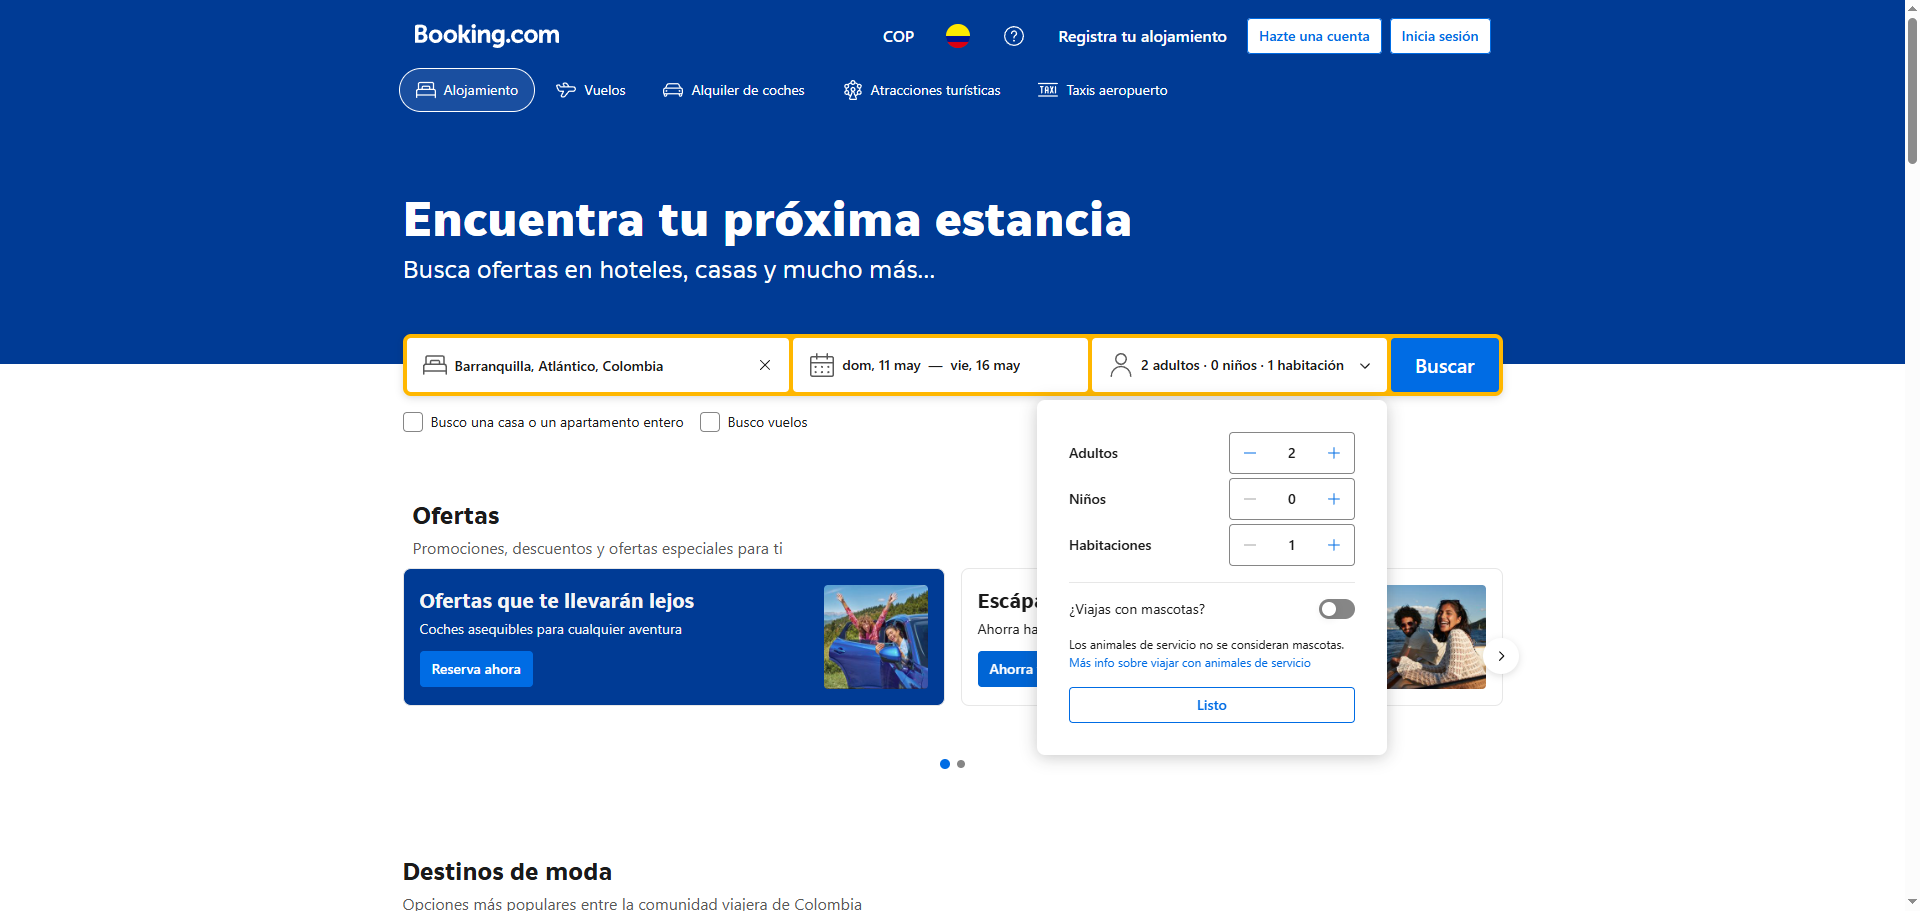 Booking.com
COP
Registra tu alojamiento
Hazte una cuenta
Inicia sesión
Alojamiento
Vuelos
Alquiler de coches
Atracciones turísticas
TAXI
Taxis aeropuerto
Encuentra tu próxima estancia
Busca ofertas en hoteles, casas y mucho más...
Barranquilla, Atlántico, Colombia
dom, 11 may — vie, 16 may
2 adultos · 0 niños · 1 habitación
Buscar
Busco una casa o un apartamento entero
Busco vuelos
Adultos
2
Niños
0
Habitaciones
1
¿Viajas con mascotas?
Los animales de servicio no se consideran mascotas.
Más info sobre viajar con animales de servicio
Listo
Ofertas
Promociones, descuentos y ofertas especiales para ti
Ofertas que te llevarán lejos
Coches asequibles para cualquier aventura
Reserva ahora
Escápa
Ahorra ha
Ahorra
Destinos de moda
Opciones más populares entre la comunidad viajera de Colombia